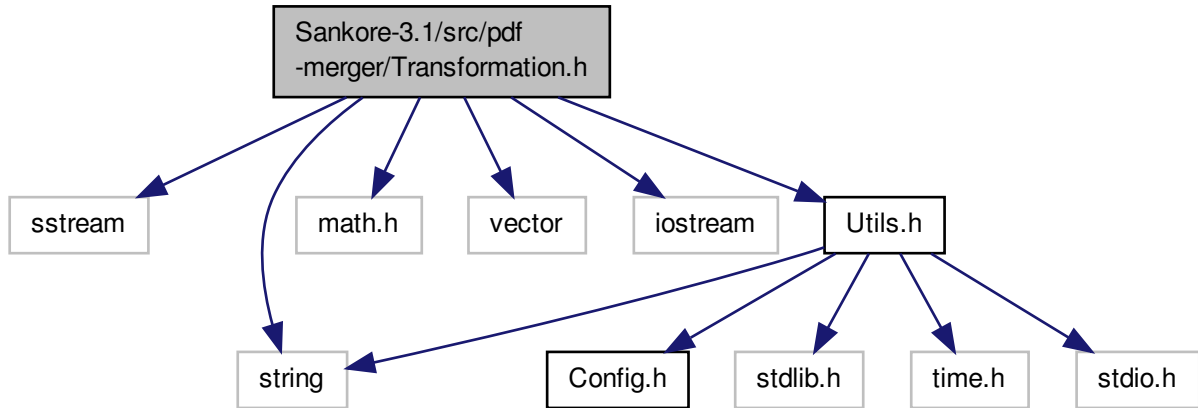 Sankore-3.1/src/pdf
-merger/Transformation.h
sstream
math.h
vector
iostream
Utils.h
string
Config.h
stdlib.h
time.h
stdio.h